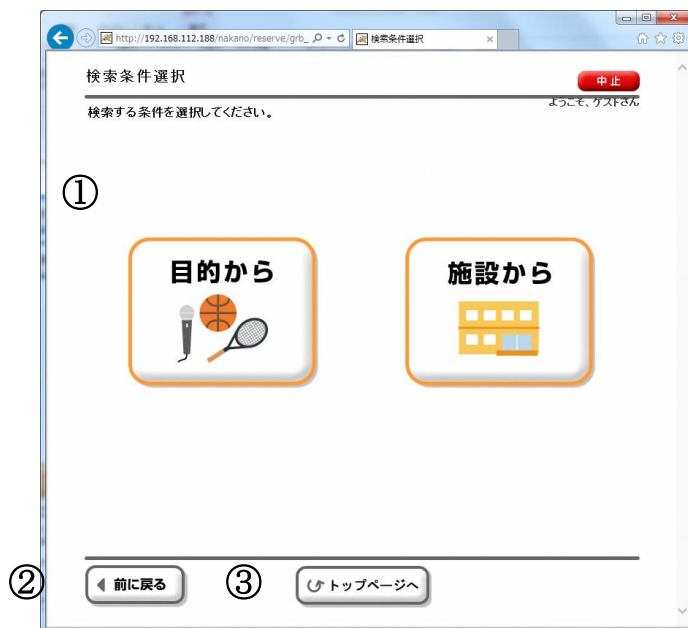 http://192.168.112.188/nakano/reserve/grb_
検索条件選択
検索条件選択
中止
検索する条件を選択してください。
ようこそ、ゲストさん
①
目的から
施設から
②
前に戻る
③
トップページへ